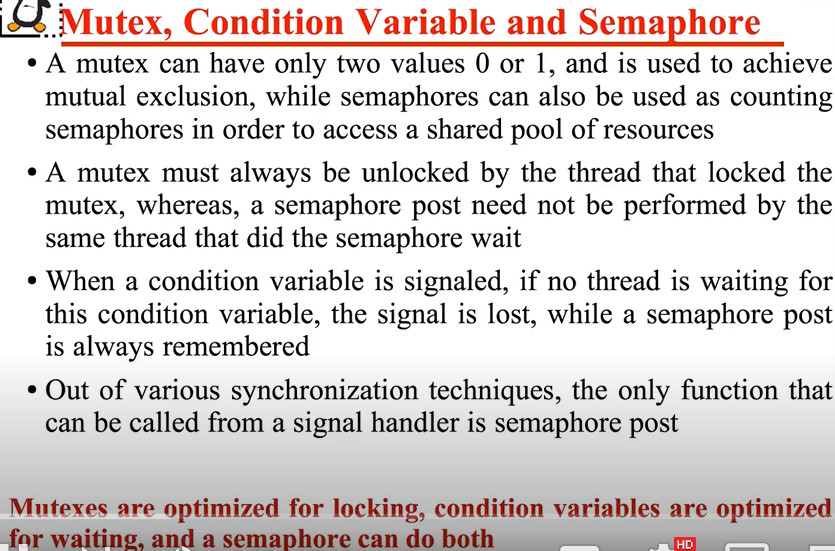 Mutex, Condition Variable and Semaphore
• A mutex can have only two values 0 or 1, and is used to achieve
mutual exclusion, while semaphores can also be used as counting
semaphores in order to access a shared pool of resources
• A mutex must always be unlocked by the thread that locked the
mutex, whereas, a semaphore post need not be performed by the
same thread that did the semaphore wait
• When a condition variable is signaled, if no thread is waiting for
this condition variable, the signal is lost, while a semaphore post
is always remembered
• Out of various synchronization techniques, the only function that
can be called from a signal handler is semaphore post
Mutexes are optimized for locking, condition variables are optimized
for waiting, and a semaphore can do both
HD